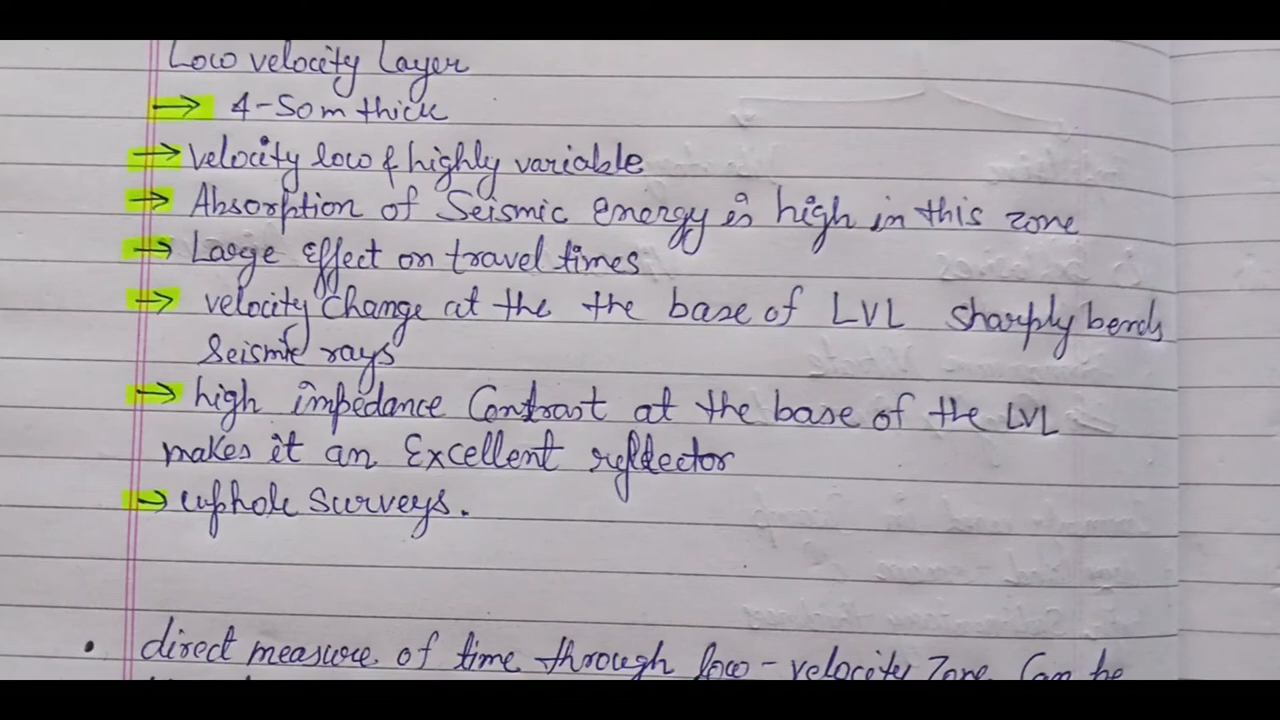 Low velocity Layer
→ 4-50m thick
→ velocity low & highly variable
→ Absorption of Seismic energy is high in this zone
→ Large Effect on travel times
→ velocity change at the the base of LVL sharply bends
Seismic rays
→ high impedance Contrast at the base of the LVL
makes it an Excellent reflector
→ uphole surveys.
• direct measure of time through low-velocity Zone Can be